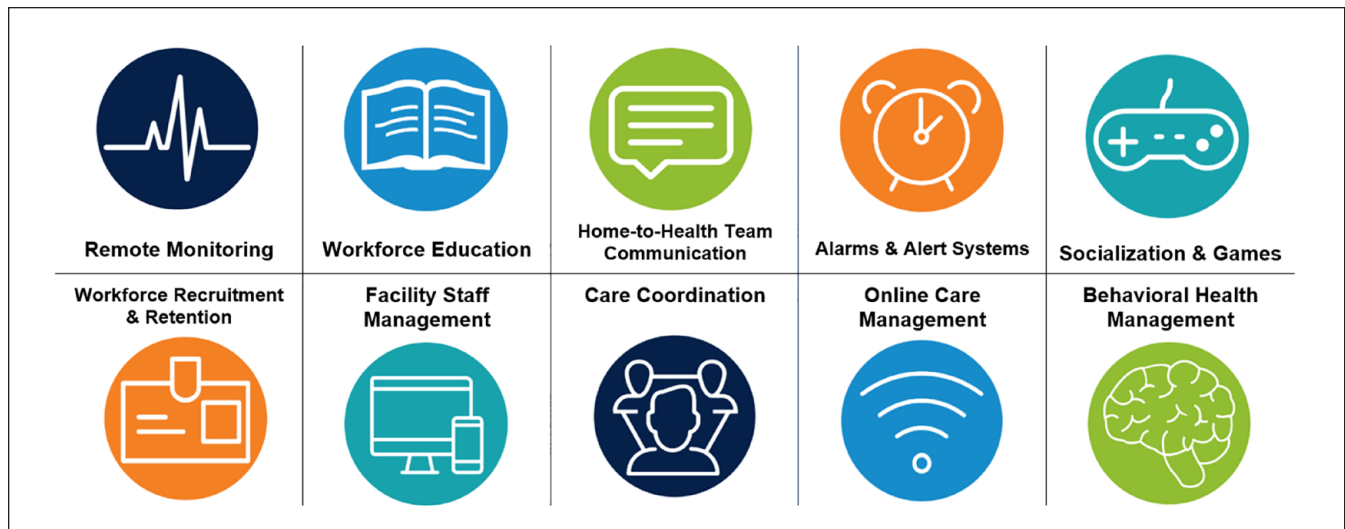 Remote Monitoring
Workforce Education
Home-to-Health Team
Communication
Alarms & Alert Systems
Socialization & Games
Workforce Recruitment
& Retention
Facility Staff
Management
Care Coordination
Online Care
Management
Behavioral Health
Management